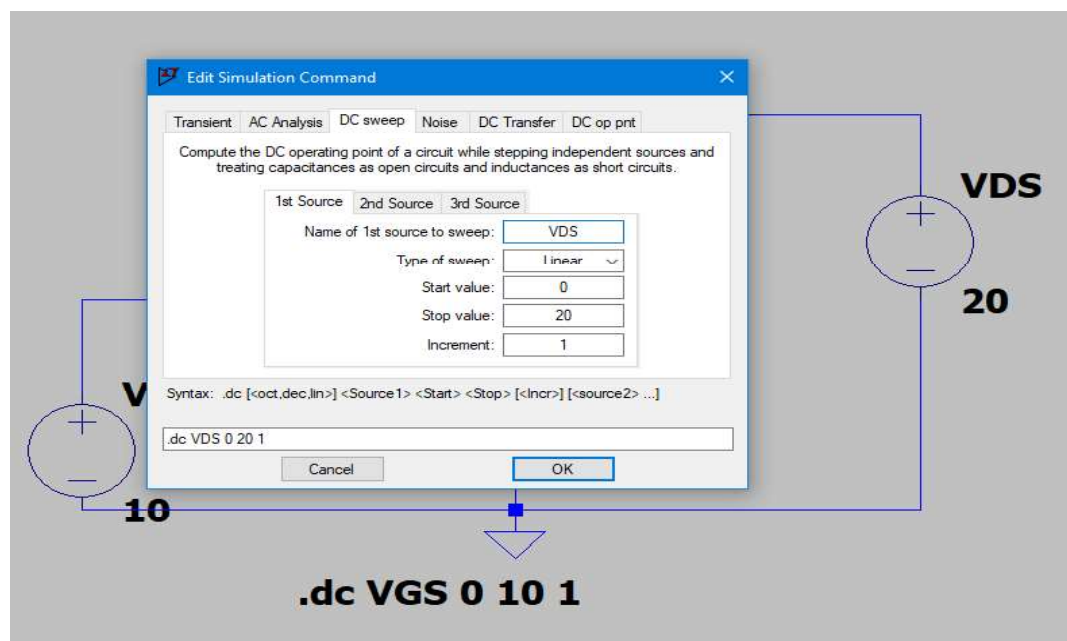 Edit Simulation Command
Transient AC Analysis DC sweep Noise DC Transfer DC op pnt
Compute the DC operating point of a circuit while stepping independent sources and
treating capacitances as open circuits and inductances as short circuits.
1st Source 2nd Source 3rd Source
Name of 1st source to sweep: VDS
Type of sweep: Linear
Start value: 0
Stop value: 20
Increment: 1
Syntax: .dc [<oct,dec,lin>] <Source1> <Start> <Stop> [<Incr>] [<source2> ...]
.dc VDS 0 20 1
Cancel OK
VDS
20
V
10
.dc VGS 0 10 1